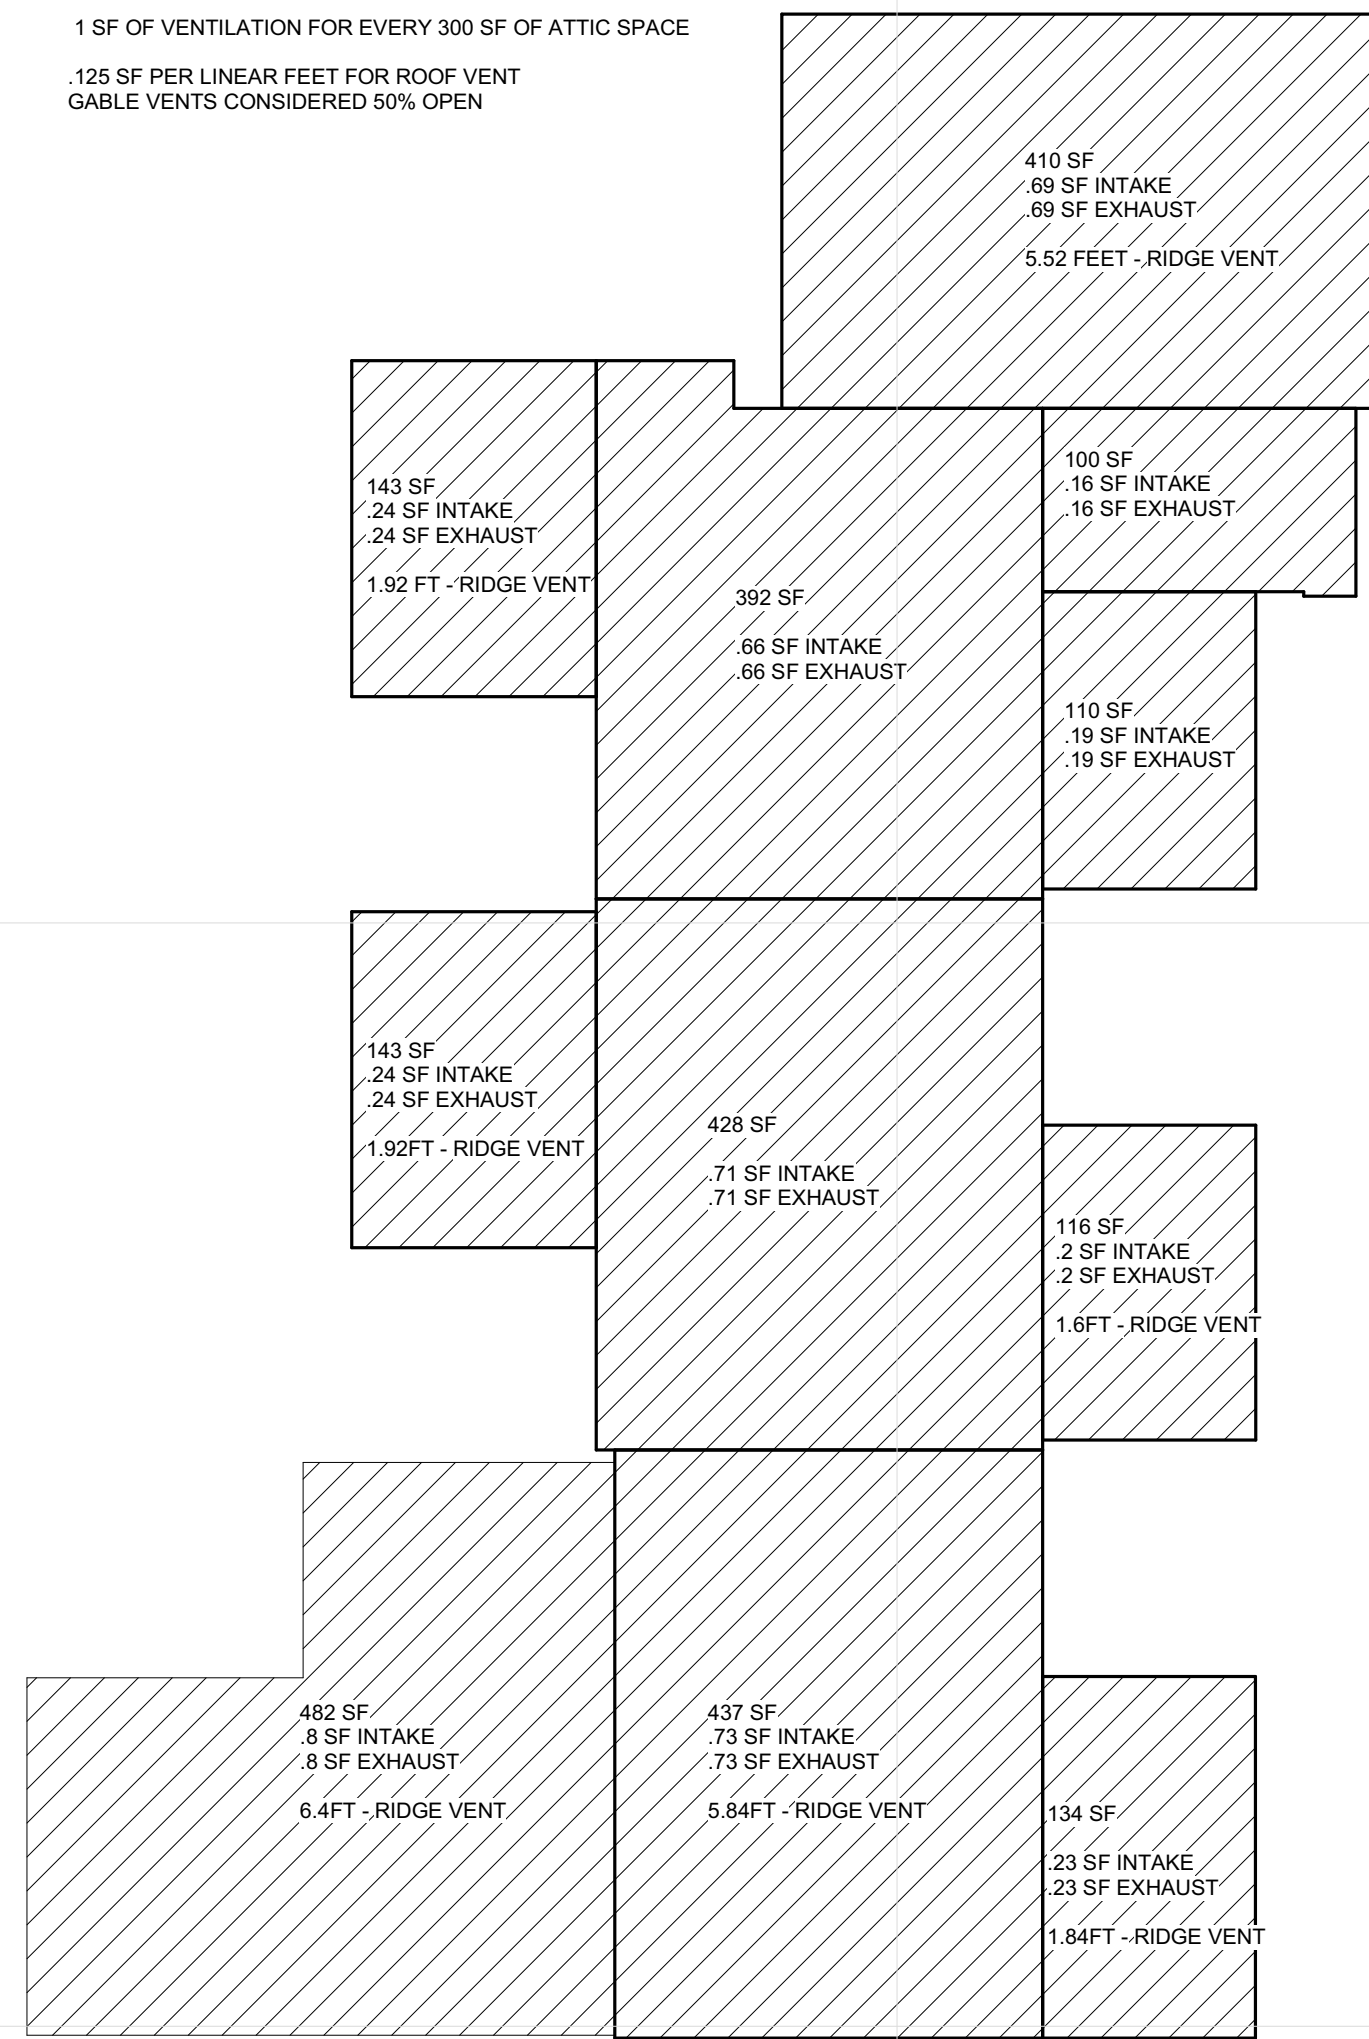 1 SF OF VENTILATION FOR EVERY 300 SF OF ATTIC SPACE
.125 SF PER LINEAR FEET FOR ROOF VENT
GABLE VENTS CONSIDERED 50% OPEN
410 SF
.69 SF INTAKE
.69 SF EXHAUST
5.52 FEET - RIDGE VENT
143 SF
.24 SF INTAKE
.24 SF EXHAUST
1.92 FT - RIDGE VENT
392 SF
.66 SF INTAKE
.66 SF EXHAUST
100 SF
.16 SF INTAKE
.16 SF EXHAUST
110 SF
.19 SF INTAKE
.19 SF EXHAUST
143 SF
.24 SF INTAKE
.24 SF EXHAUST
1.92FT - RIDGE VENT
428 SF
.71 SF INTAKE
.71 SF EXHAUST
116 SF
.2 SF INTAKE
.2 SF EXHAUST
1.6FT - RIDGE VENT
482 SF
.8 SF INTAKE
.8 SF EXHAUST
6.4FT - RIDGE VENT
437 SF
.73 SF INTAKE
.73 SF EXHAUST
5.84FT - RIDGE VENT
134 SF
.23 SF INTAKE
.23 SF EXHAUST
1.84FT - RIDGE VENT